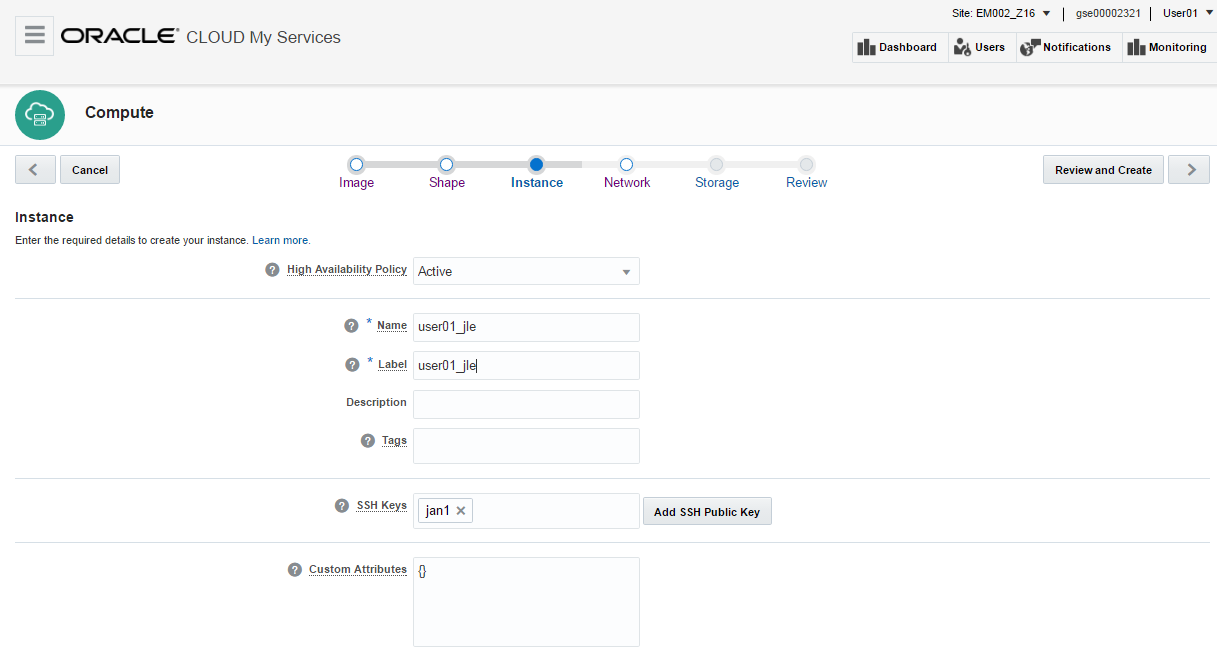 Site: EM002_Z16 gse00002321 User01
ORACLE® CLOUD My Services
Dashboard Users Notifications Monitoring
Compute
Cancel
Image Shape Instance Network Storage Review
Review and Create
Instance
Enter the required details to create your instance. Learn more.
? High Availability Policy Active
? * Name user01_jle
? * Label user01_jle
Description
? Tags
? SSH Keys jan1 × Add SSH Public Key
? Custom Attributes {}